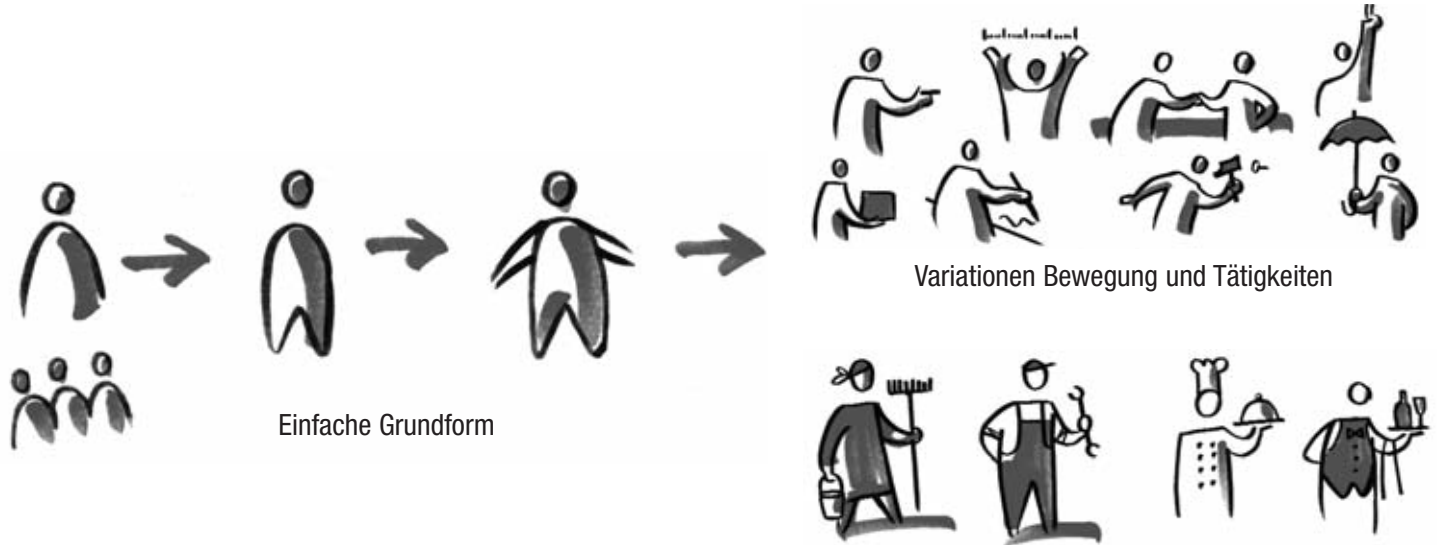 Variationen Bewegung und Tätigkeiten
Einfache Grundform